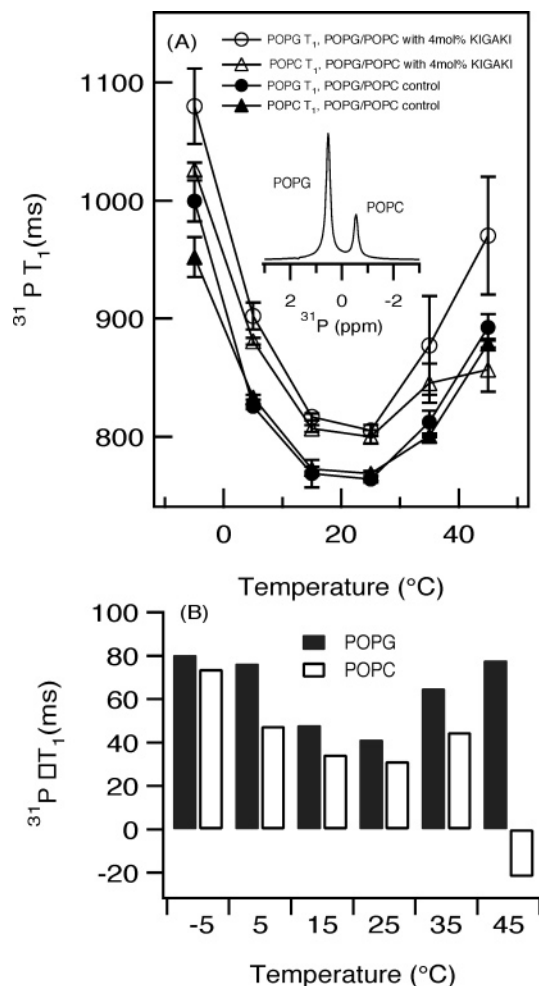 (A)
POPG T1, POPG/POPC with 4mol% KIGAKI
POPC T1, POPG/POPC with 4mol% KIGAKI
POPG T1, POPG/POPC control
POPC T1, POPG/POPC control
1100
1000
900
800
31 P T1(ms)
POPG
POPC
2 0 -2
31P (ppm)
0 20 40
Temperature (°C)
(B)
POPG
POPC
100
80
60
40
20
0
-20
31P □T1(ms)
-5 5 15 25 35 45
Temperature (°C)